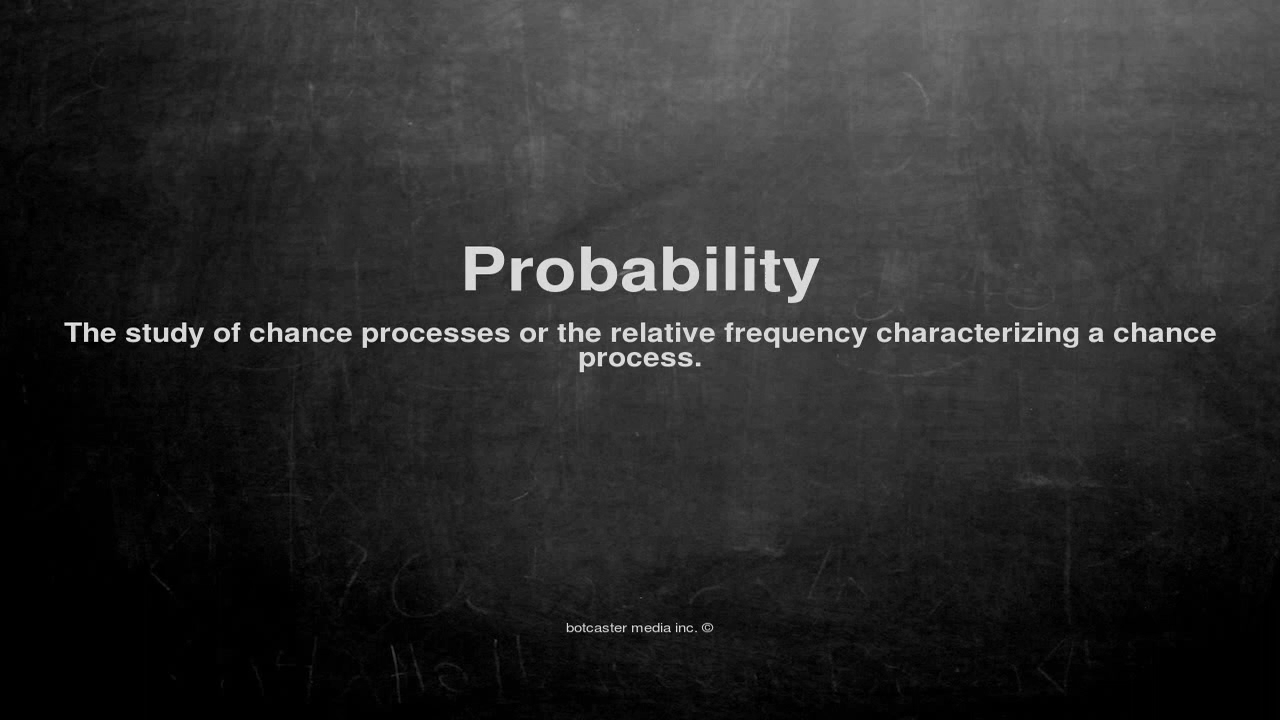 Probability
The study of chance processes or the relative frequency characterizing a chance
process.
botcaster media inc. ©